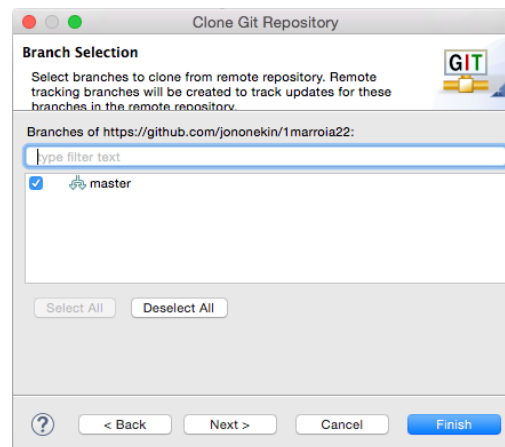 Clone Git Repository
Branch Selection
GIT
Select branches to clone from remote repository. Remote
tracking branches will be created to track updates for these
branches in the remote repository.
Branches of https://github.com/jononekin/1marroia22:
type filter text
master
Select All
Deselect All
?
< Back
Next >
Cancel
Finish